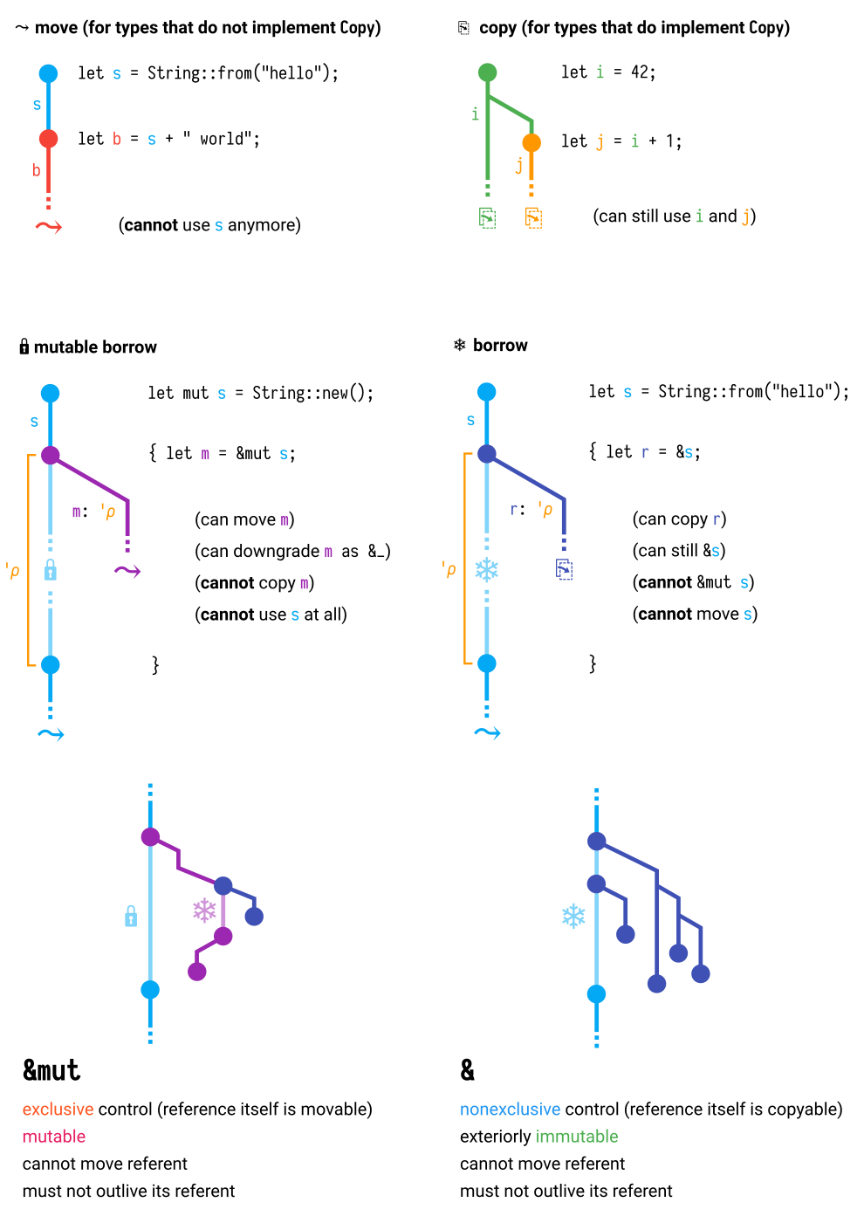 move (for types that do not implement Copy)
let s = String::from("hello");
s
let b = s + " world";
b
(cannot use s anymore)
copy (for types that do implement Copy)
let i = 42;
i
let j = i + 1;
j
(can still use i and j)
mutable borrow
let mut s = String::new();
s
{ let m = &mut s;
m: 'ρ
(can move m)
(can downgrade m as &_)
'ρ
(cannot copy m)
(cannot use s at all)
}
borrow
let s = String::from("hello");
s
{ let r = &s;
r: 'ρ
(can copy r)
(can still &s)
'ρ
(cannot &mut s)
(cannot move s)
}
&mut
exclusive control (reference itself is movable)
mutable
cannot move referent
must not outlive its referent
&
nonexclusive control (reference itself is copyable)
exteriorly immutable
cannot move referent
must not outlive its referent